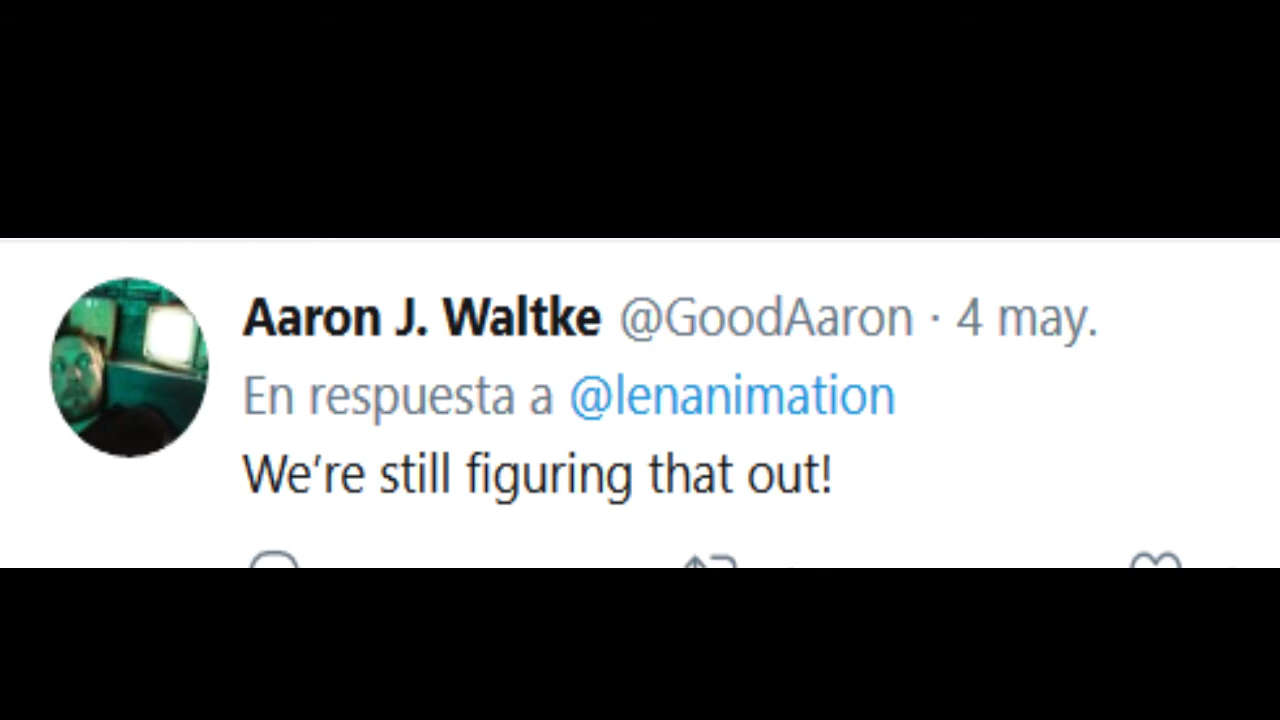 Aaron J. Waltke @GoodAaron · 4 may.
En respuesta a @lenanimation
We’re still figuring that out!